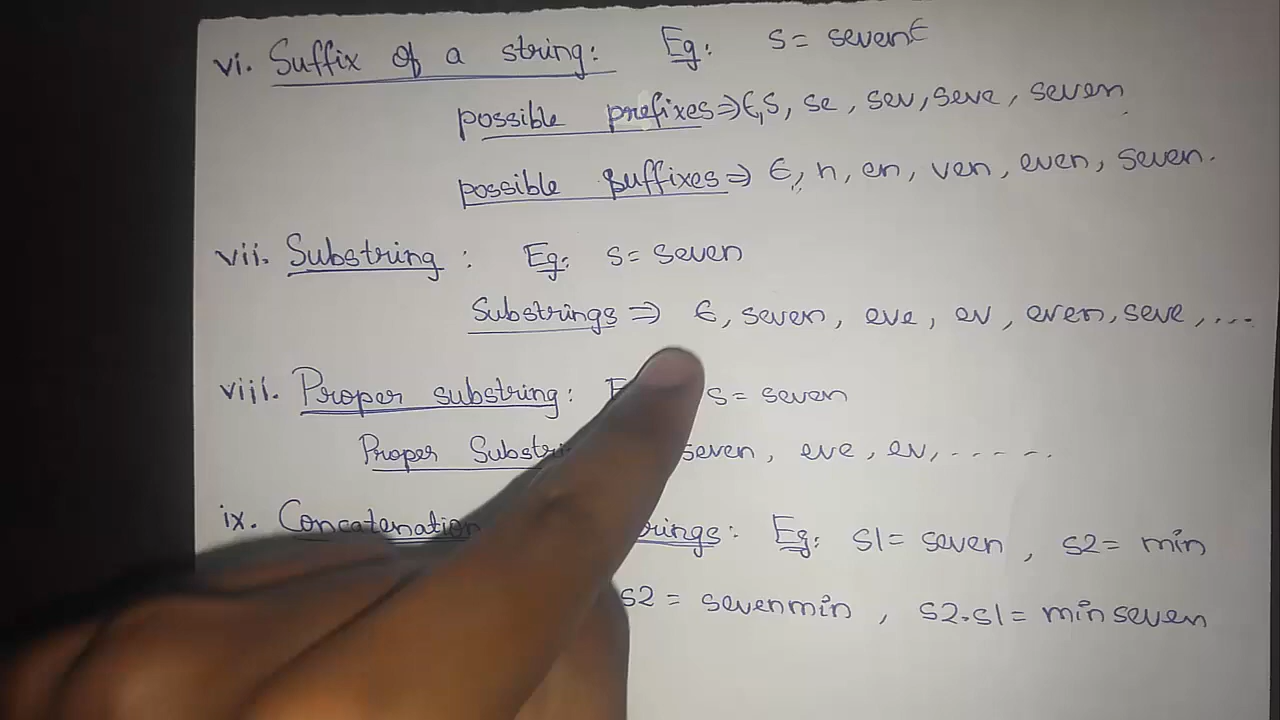 vi. Suffix of a string: Eg: s = sevenϵ
possible prefixes ⇒ ϵ, s, se, sev, seve, seven
possible suffixes ⇒ ϵ, n, en, ven, even, seven.
vii. Substring : Eg: s = seven
Substrings ⇒ ϵ, seven, eve, ev, even, seve, ....
viii. Proper substring: s = seven
Proper seven, eve, ev, - - - - -.
ix. Concatenation Eg: s1 = seven, s2 = min
s2 = sevenmin, s2.s1 = minseven